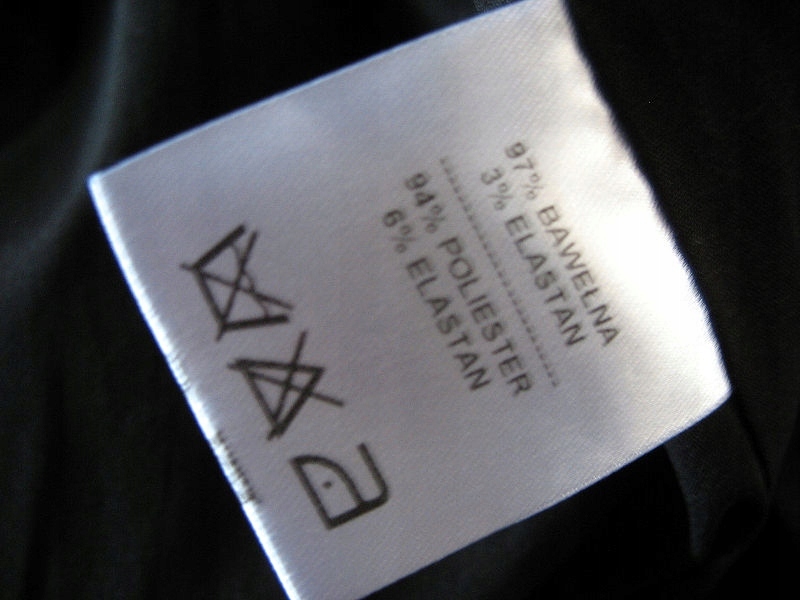 97% BAWEŁNA
3% ELASTAN
94% POLIESTER
6% ELASTAN